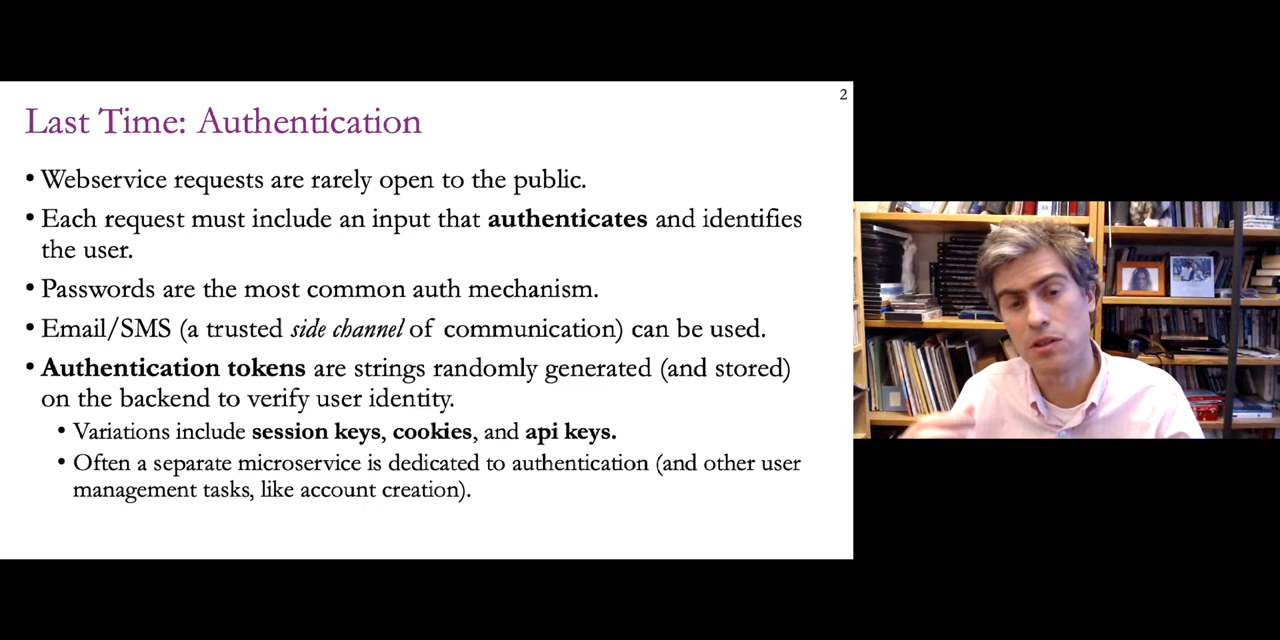 2
Last Time: Authentication
• Webservice requests are rarely open to the public.
• Each request must include an input that authenticates and identifies
the user.
• Passwords are the most common auth mechanism.
• Email/SMS (a trusted side channel of communication) can be used.
• Authentication tokens are strings randomly generated (and stored)
on the backend to verify user identity.
• Variations include session keys, cookies, and api keys.
• Often a separate microservice is dedicated to authentication (and other user
management tasks, like account creation).